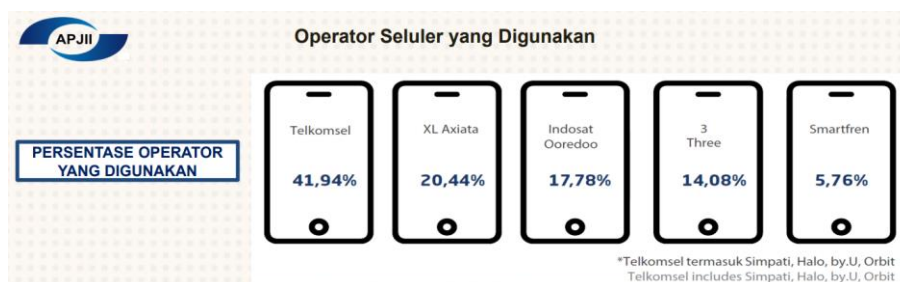 APJII
Operator Seluler yang Digunakan
PERSENTASE OPERATOR
YANG DIGUNAKAN
Telkomsel
41,94%
XL Axiata
20,44%
Indosat
Ooredoo
17,78%
3
Three
14,08%
Smartfren
5,76%
*Telkomsel termasuk Simpati, Halo, by.U, Orbit
Telkomsel includes Simpati, Halo, by.U, Orbit